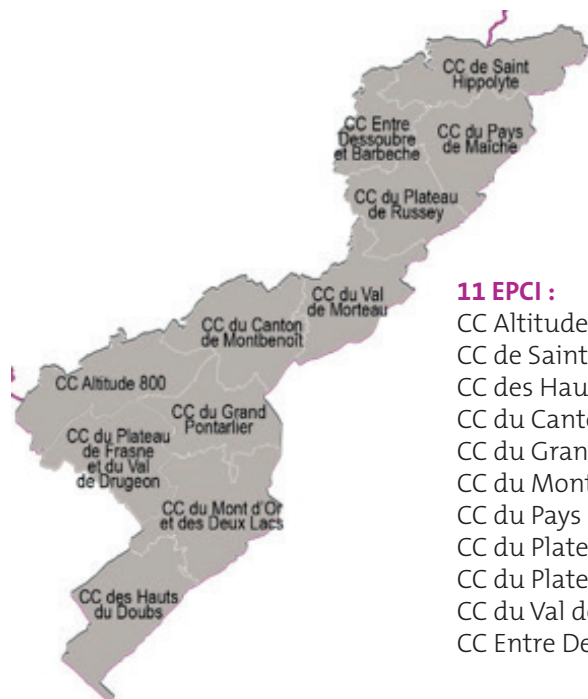 CC de Saint
Hippolyte
CC Entre
Dessoubre
et Barbeche
CC du Pays
de Maîche
CC du Plateau
de Russey
CC du Val
de Morteau
CC du Canton
de Montbenoît
CC Altitude 800
CC du Grand
Pontarlier
CC du Plateau
de Frasne
et du Val
de Drugeon
CC du Mont d'Or
et des Deux Lacs
CC des Hauts
du Doubs
11 EPCI :
CC Altitude
CC de Saint
CC des Hau
CC du Cant
CC du Gran
CC du Mont
CC du Pays
CC du Plate
CC du Plate
CC du Val d
CC Entre De